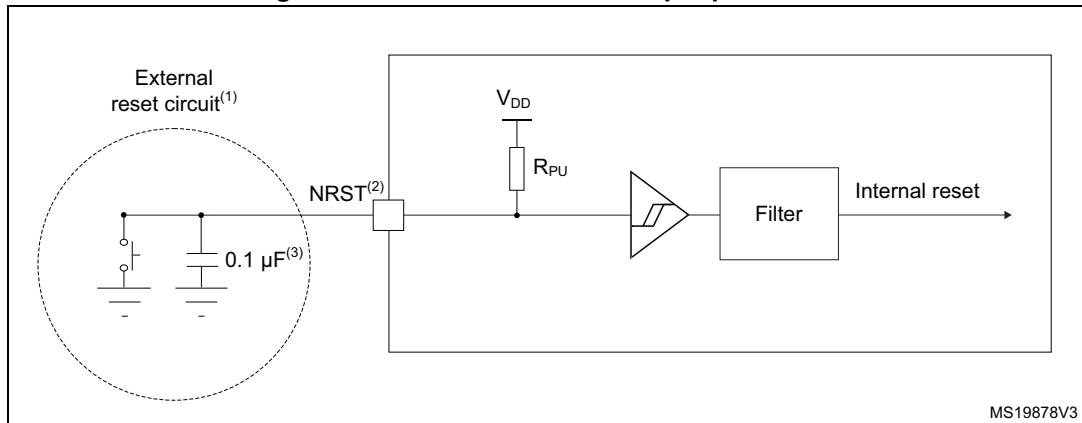 External
reset circuit(1)
VDD
RPU
NRST(2)
0.1 µF(3)
Filter
Internal reset
MS19878V3